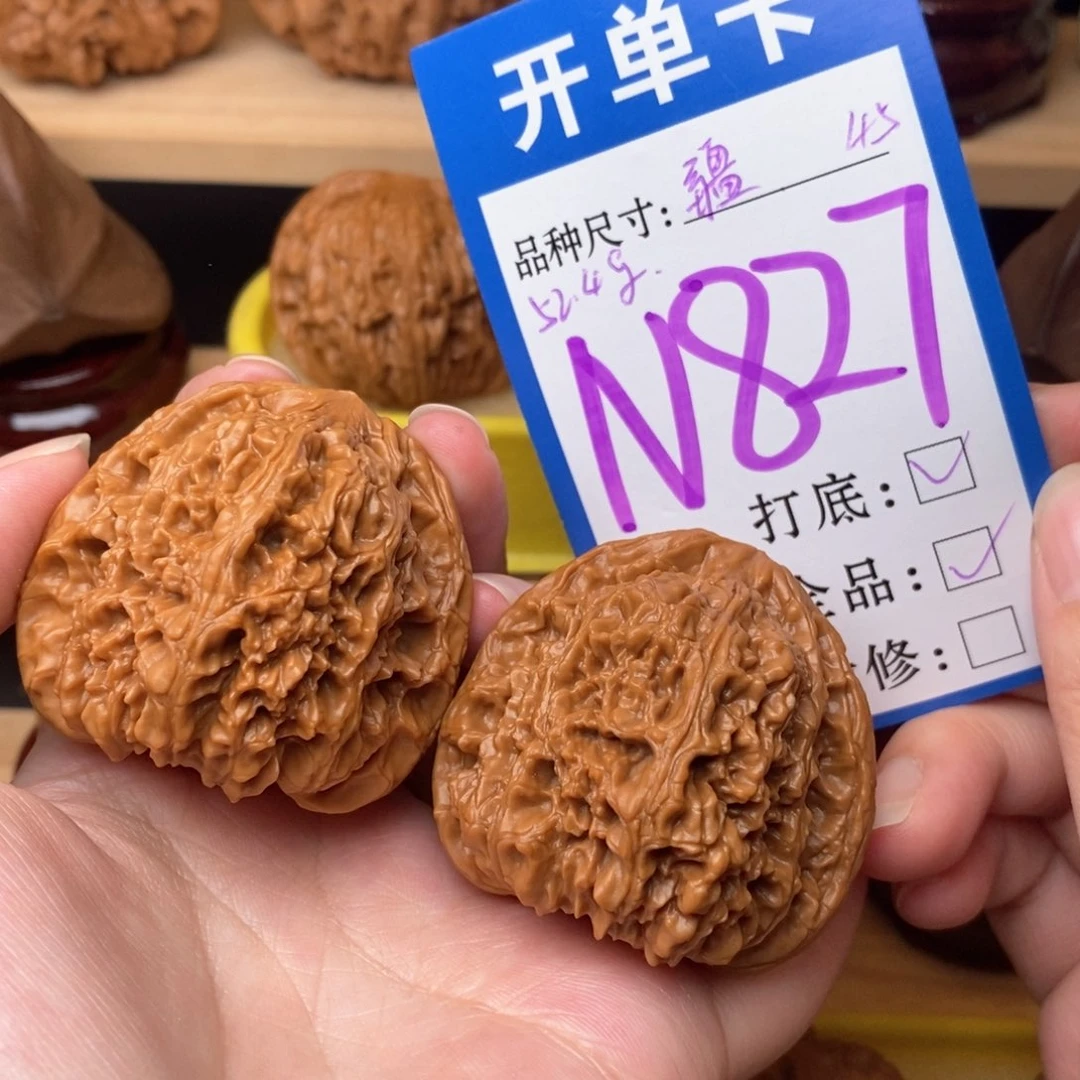 开单卡
品种尺寸：疆 45
52.4g.
N827
打底：
全品：
修：